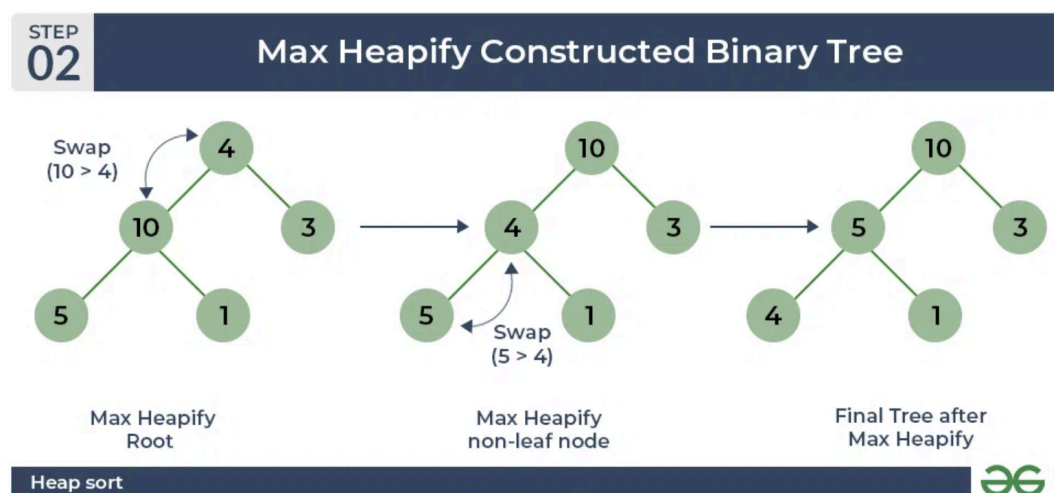 STEP
02
Max Heapify Constructed Binary Tree
Swap
(10 > 4)
4
10
3
5
1
10
4
3
5
1
Swap
(5 > 4)
10
5
3
4
1
Max Heapify
Root
Max Heapify
non-leaf node
Final Tree after
Max Heapify
Heap sort